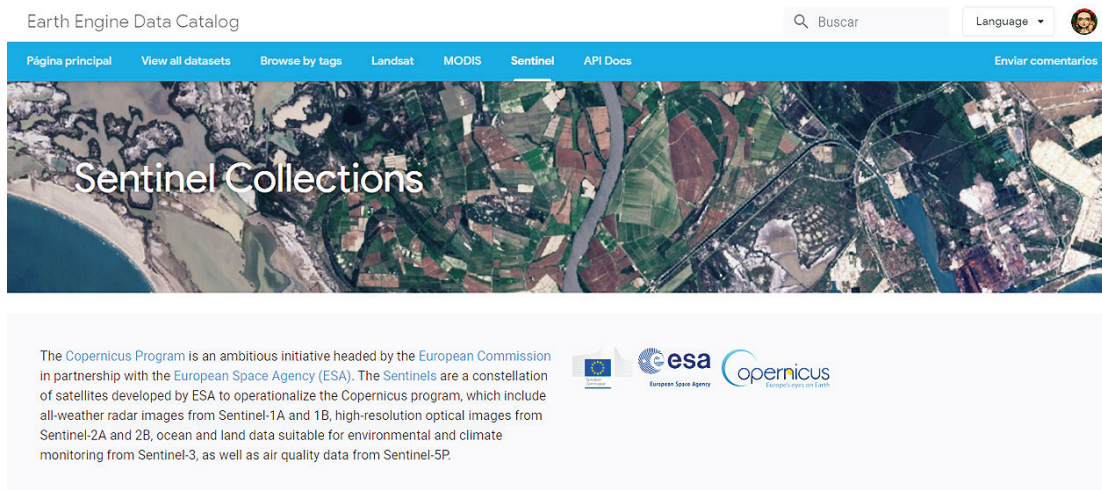 Earth Engine Data Catalog
Buscar
Language
Página principal
View all datasets
Browse by tags
Landsat
MODIS
Sentinel
API Docs
Enviar comentarios
Sentinel Collections
The Copernicus Program is an ambitious initiative headed by the European Commission
in partnership with the European Space Agency (ESA). The Sentinels are a constellation
of satellites developed by ESA to operationalize the Copernicus program, which include
all-weather radar images from Sentinel-1A and 1B, high-resolution optical images from
Sentinel-2A and 2B, ocean and land data suitable for environmental and climate
monitoring from Sentinel-3, as well as air quality data from Sentinel-5P.
esa
European Space Agency
opernicus
Europe's eyes on Earth